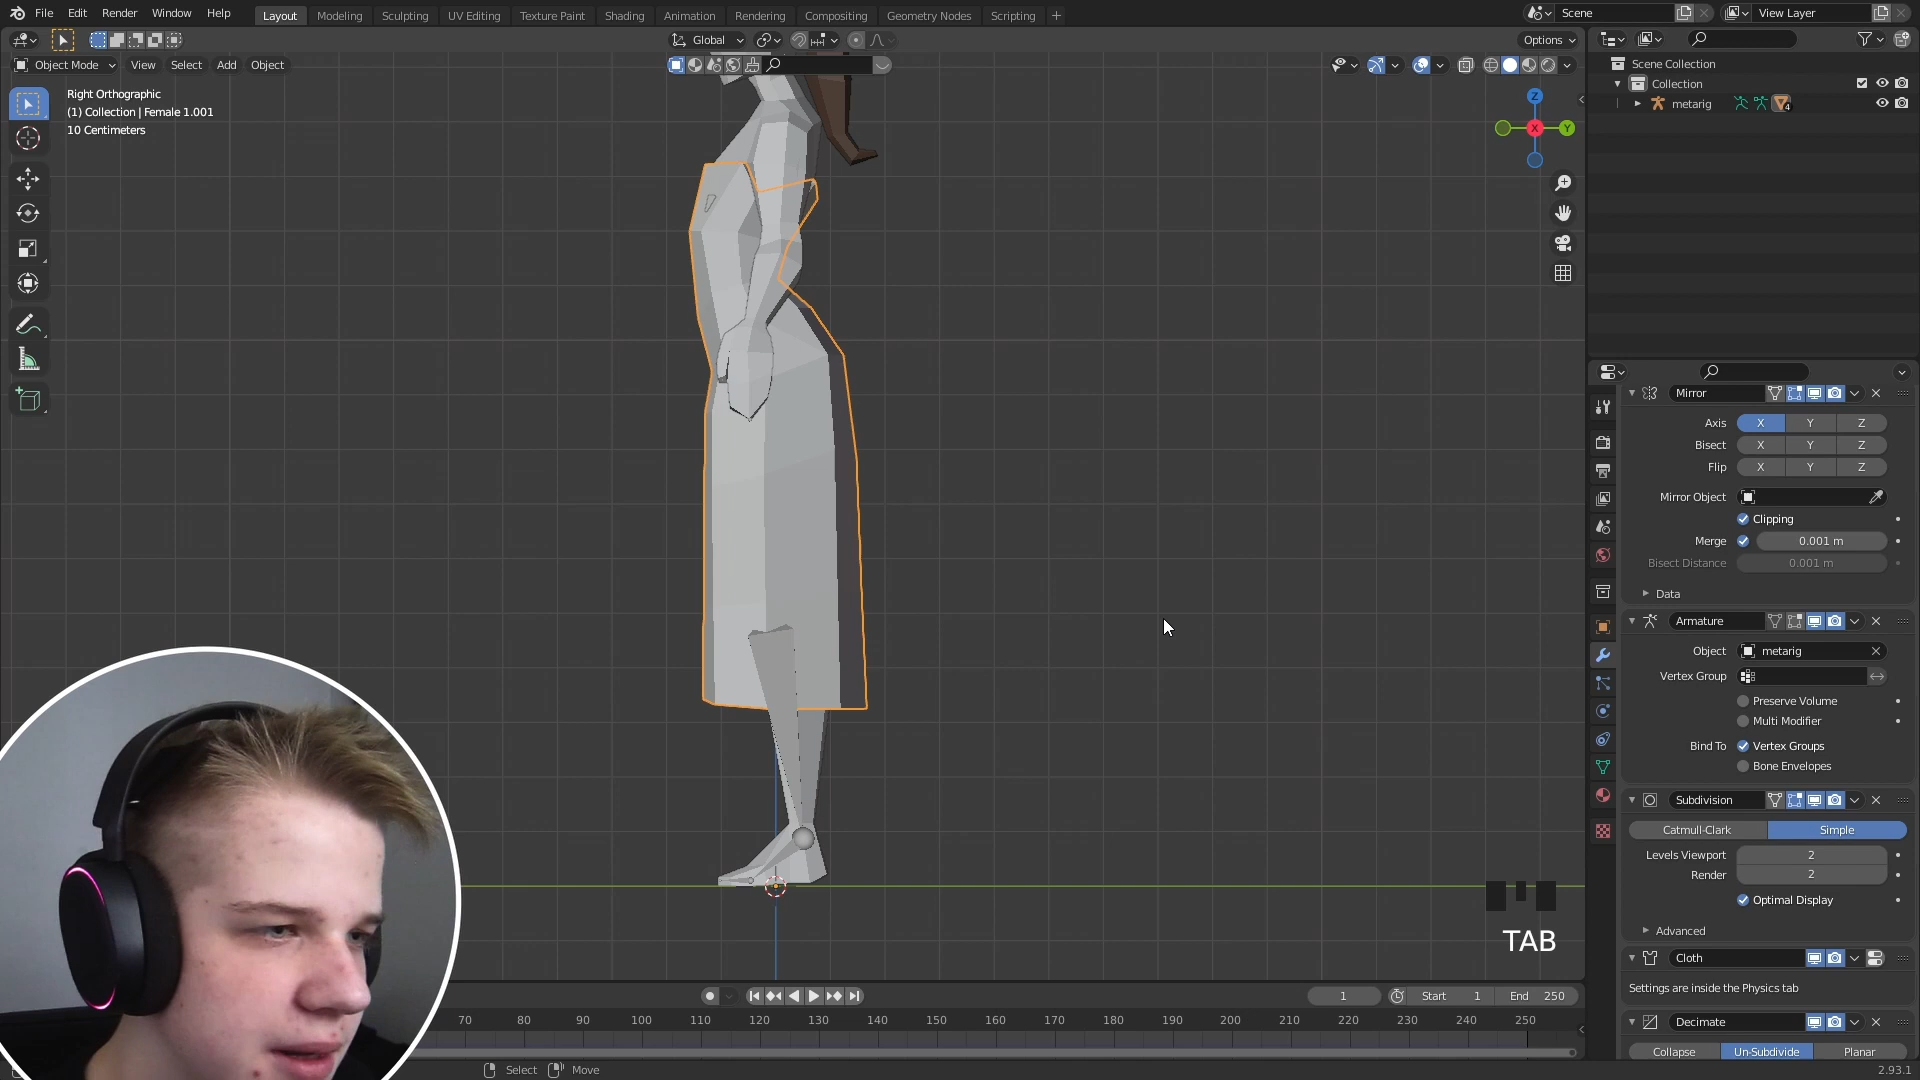 File Edit Render Window Help
Layout Modeling Sculpting UV Editing Texture Paint Shading Animation Rendering Compositing Geometry Nodes Scripting +
Scene
View Layer
Global
Options
Object Mode View Select Add Object
Right Orthographic
(1) Collection | Female 1.001
10 Centimeters
Z
X
Y
Scene Collection
Collection
metarig
4
Mirror
Axis X Y Z
Bisect X Y Z
Flip X Y Z
Mirror Object
Clipping
Merge 0.001 m
Bisect Distance 0.001 m
Data
Armature
Object metarig
Vertex Group
Preserve Volume
Multi Modifier
Bind To Vertex Groups
Bone Envelopes
Subdivision
Catmull-Clark Simple
Levels Viewport 2
Render 2
Optimal Display
Advanced
Cloth
Settings are inside the Physics tab
Decimate
Collapse Un-Subdivide Planar
TAB
1 Start 1 End 250
70 80 90 100 110 120 130 140 150 160 170 180 190 200 210 220 230 240 250
Select Move
2.93.1